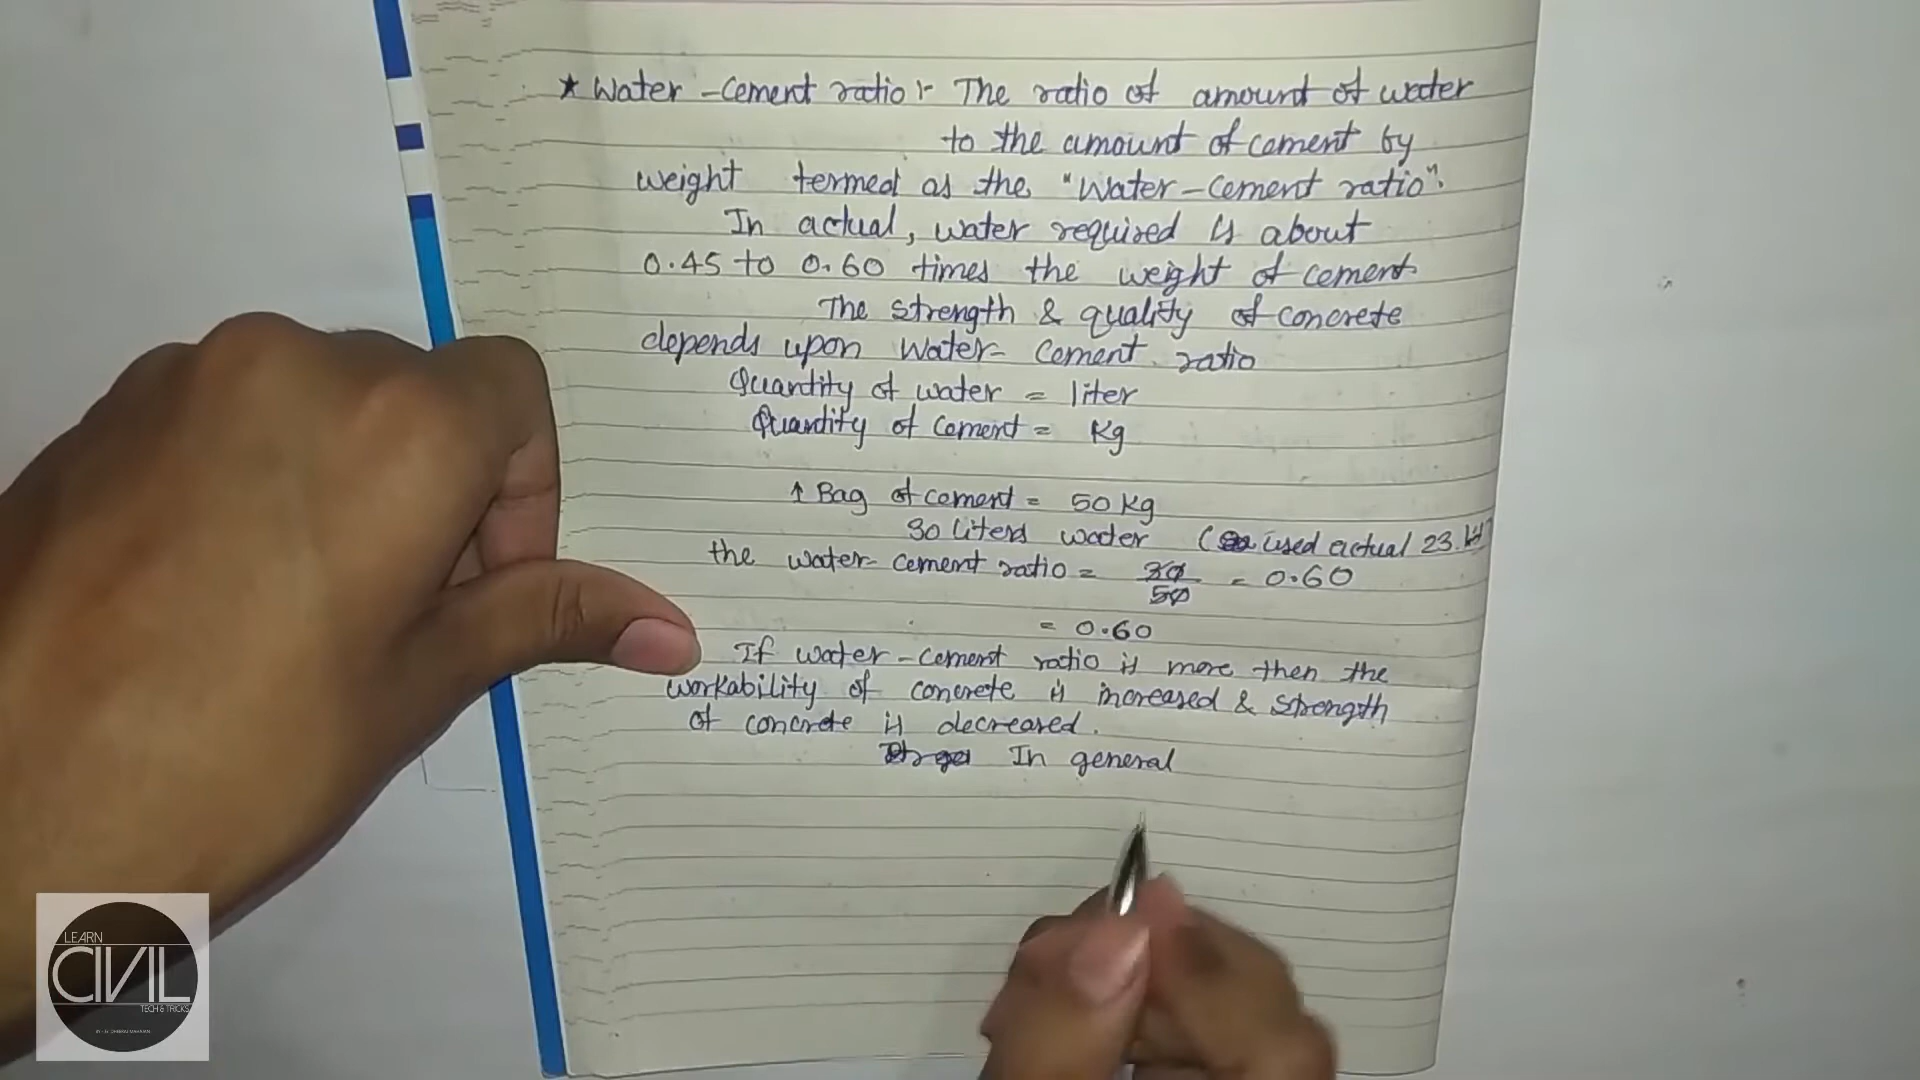 ★ Water-Cement ratio :- The ratio of amount of water
to the amount of cement by
weight termed as the "Water-Cement ratio".
In actual, water required is about
0.45 to 0.60 times the weight of cement
The strength & quality of concrete
depends upon Water-Cement ratio
Quantity of water = liter
Quantity of Cement = Kg
1 Bag of cement = 50 Kg
30 liters water (used actual 23
the water-cement ratio = 30/50 = 0.60
= 0.60
If water-cement ratio is more then the
workability of concrete is increased & strength
of concrete is decreased.
In general
LEARN
CIVIL
TECH & TRICKS